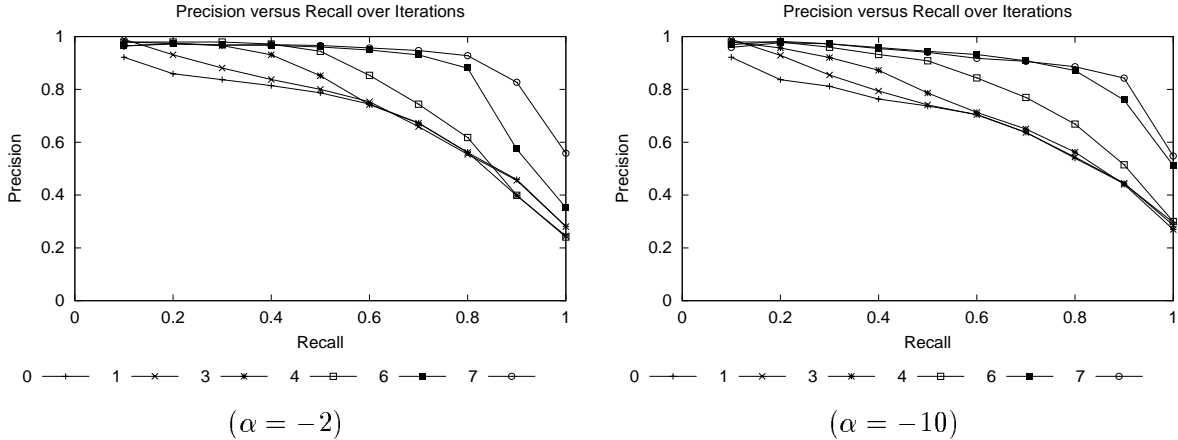 Precision versus Recall over Iterations
1
0.8
0.6
0.4
0.2
0
Precision
0 0.2 0.4 0.6 0.8 1
Recall
0 1 3 4 6 7
(α = −2)
Precision versus Recall over Iterations
1
0.8
0.6
0.4
0.2
0
Precision
0 0.2 0.4 0.6 0.8 1
Recall
0 1 3 4 6 7
(α = −10)